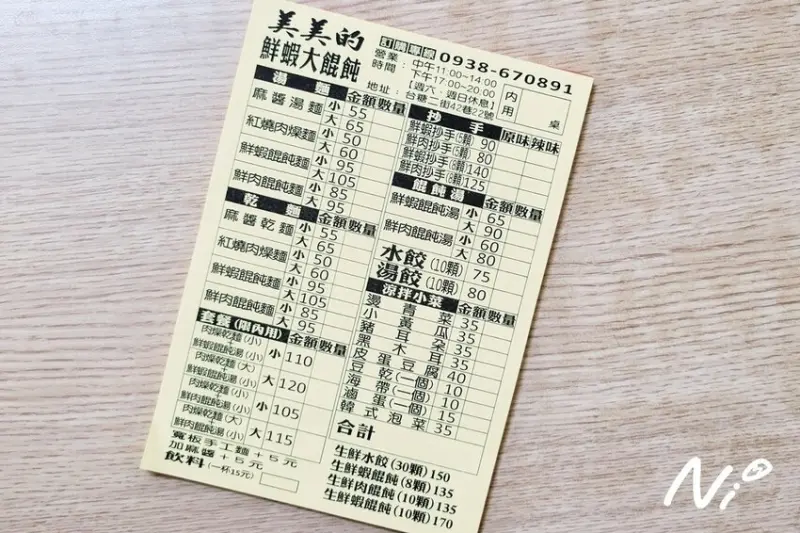 美美的
鮮蝦大餛飩
訂購專線 0938-670891
營業時間:中午11:00~14:00
下午17:00~20:00
【週六、週日休息】
地址:台糖二街42巷22號
內用 桌
湯麵 金額 數量
麻醬湯麵 小 55
大 65
紅燒肉燥麵 小 50
大 60
鮮蝦餛飩麵 小 95
大 105
鮮肉餛飩麵 小 85
大 95
乾麵 金額 數量
麻醬乾麵 小 55
大 65
紅燒肉燥麵 小 50
大 60
鮮蝦餛飩麵 小 95
大 105
鮮肉餛飩麵 小 85
大 95
套餐(限內用) 金額 數量
肉燥乾麵(小)
鮮蝦餛飩湯(小) 小 110
肉燥乾麵(大)
鮮蝦餛飩湯(小) 大 120
肉燥乾麵(小)
鮮肉餛飩湯(小) 小 105
肉燥乾麵(大)
鮮肉餛飩湯(小) 大 115
寬板手工麵+5元
加麻醬+5元
飲料(一杯15元)
抄手 原味 辣味
鮮蝦抄手 90
鮮肉抄手 80
鮮蝦抄手 140
鮮肉抄手 125
餛飩湯 金額 數量
鮮蝦餛飩湯 小 65
大 90
鮮肉餛飩湯 小 60
大 80
水餃(10顆) 75
湯餃(10顆) 80
涼拌小菜 金額 數量
燙青菜 35
小黃瓜 35
豬耳朵 35
黑木耳 35
皮蛋豆腐 40
豆乾(一個) 10
海帶(一個) 10
滷蛋(一個) 15
韓式泡菜 35
合計
生鮮水餃(30顆)150
生鮮蝦餛飩(8顆)135
生鮮肉餛飩(10顆)135
生鮮蝦餛飩(10顆)170
Ni